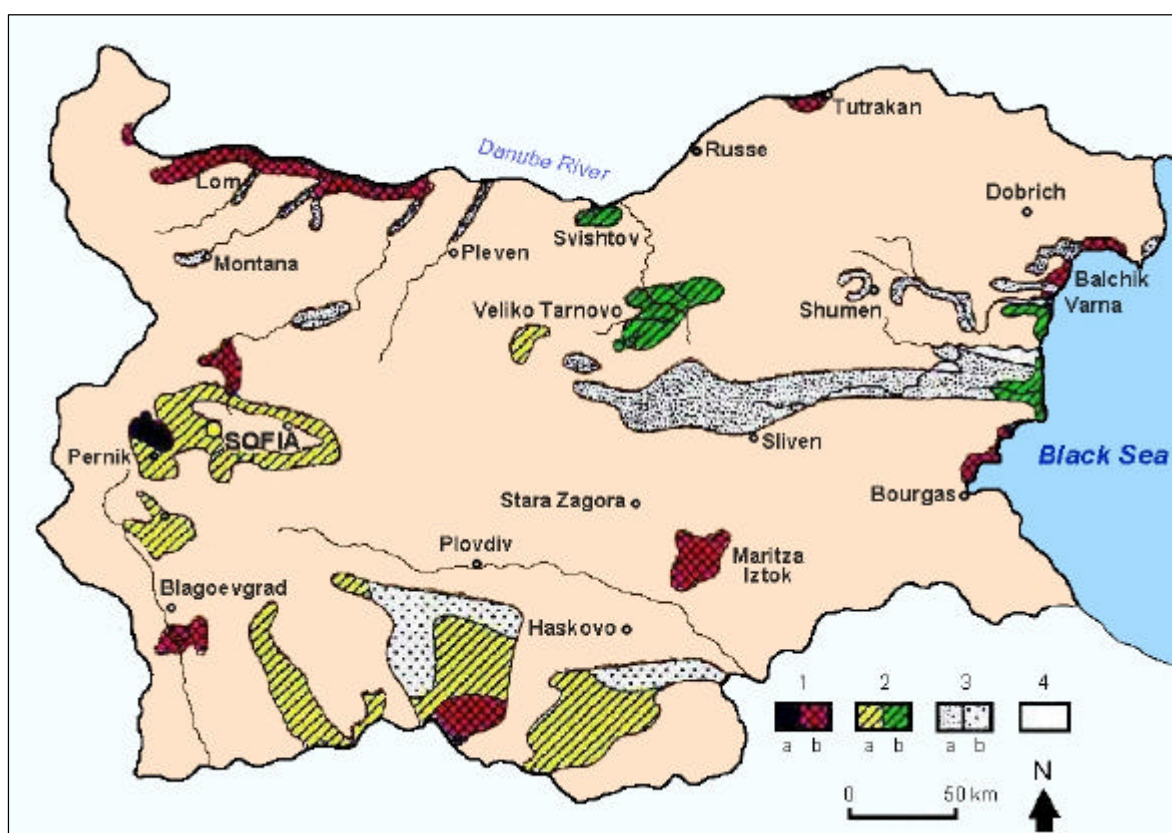 Tutrakan
Russe
Danube River
Lom
Dobrich
Svishtov
Pleven
Montana
Balchik
Varna
Shumen
Veliko Tarnovo
SOFIA
Sliven
Pernik
Black Sea
Bourgas
Stara Zagora
Plovdiv
Maritza
Iztok
Blagoevgrad
Haskovo
1 2 3 4
a b a b a b
N
0 50 km